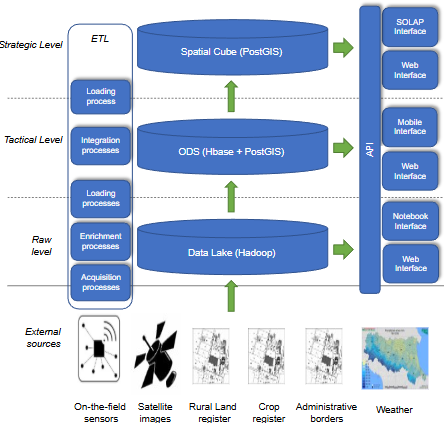 Strategic Level
ETL
Spatial Cube (PostGIS)
SOLAP
Interface
Web
Interface
Loading
process
Tactical Level
Integration
processes
ODS (Hbase + PostGIS)
API
Mobile
Interface
Web
Interface
Loading
processes
Raw
level
Enrichment
processes
Acquisition
processes
Data Lake (Hadoop)
Notebook
Interface
Web
Interface
External
sources
On-the-field
sensors
Satellite
images
Rural Land
register
Crop
register
Administrative
borders
Weather